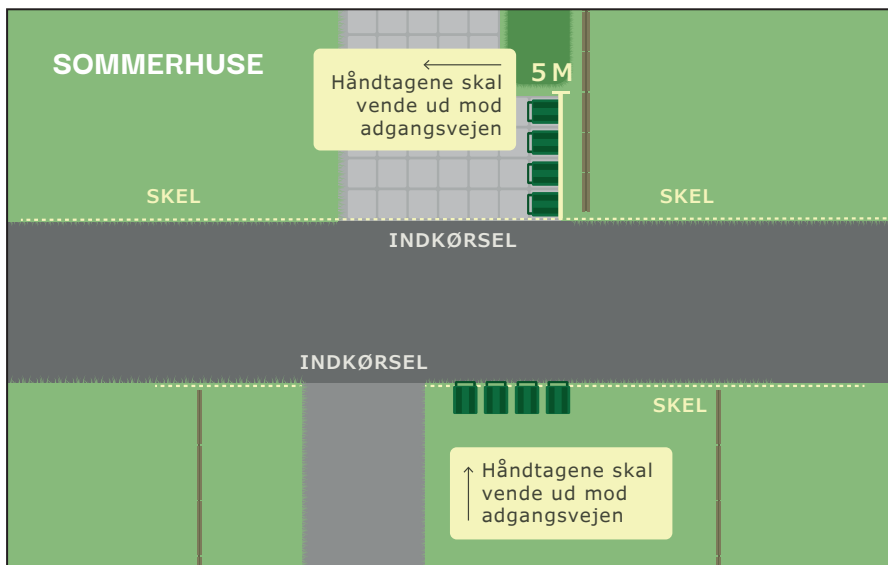 SOMMERHUSE
Håndtagene skal
vende ud mod
adgangsvejen
5 M
SKEL
SKEL
INDKØRSEL
INDKØRSEL
SKEL
Håndtagene skal
vende ud mod
adgangsvejen